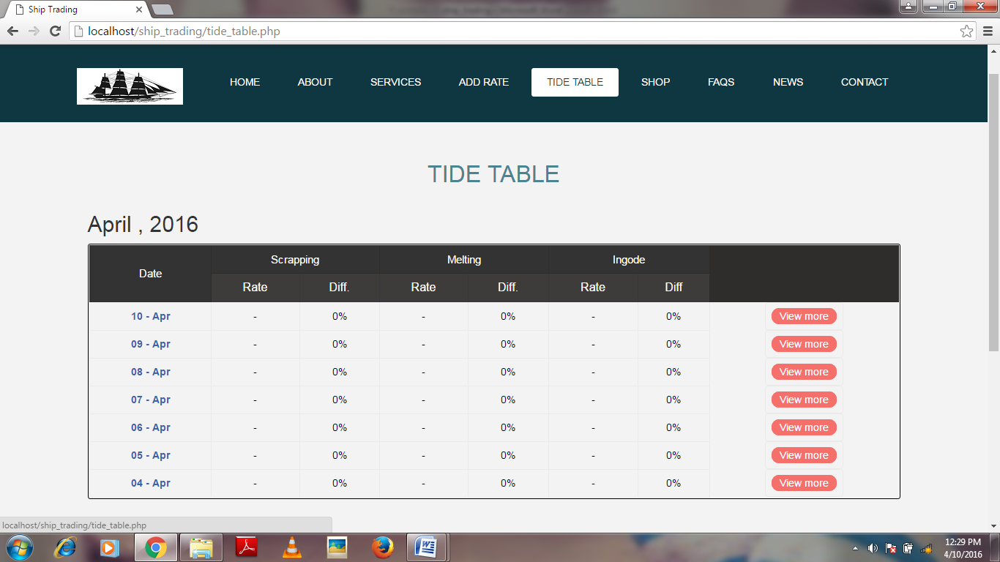 Ship Trading
localhost/ship_trading/tide_table.php
HOME ABOUT SERVICES ADD RATE TIDE TABLE SHOP FAQS NEWS CONTACT
TIDE TABLE
April , 2016
Date Scrapping Melting Ingode
Rate Diff. Rate Diff. Rate Diff
10 - Apr - 0% - 0% - 0% View more
09 - Apr - 0% - 0% - 0% View more
08 - Apr - 0% - 0% - 0% View more
07 - Apr - 0% - 0% - 0% View more
06 - Apr - 0% - 0% - 0% View more
05 - Apr - 0% - 0% - 0% View more
04 - Apr - 0% - 0% - 0% View more
localhost/ship_trading/tide_table.php
12:29 PM
4/10/2016